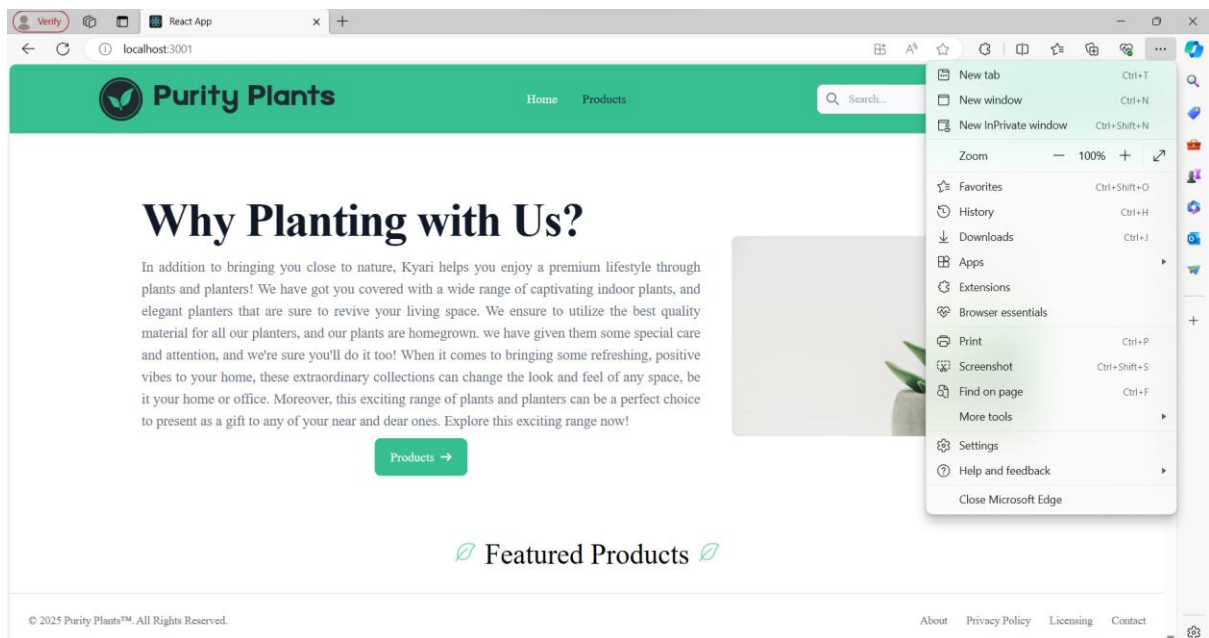 Verify
React App
localhost:3001
Purity Plants
Home Products
Search...
New tab Ctrl+T
New window Ctrl+N
New InPrivate window Ctrl+Shift+N
Zoom — 100% +
Favorites Ctrl+Shift+O
History Ctrl+H
Downloads Ctrl+J
Apps
Extensions
Browser essentials
Print Ctrl+P
Screenshot Ctrl+Shift+S
Find on page Ctrl+F
More tools
Settings
Help and feedback
Close Microsoft Edge
Why Planting with Us?
In addition to bringing you close to nature, Kyari helps you enjoy a premium lifestyle through
plants and planters! We have got you covered with a wide range of captivating indoor plants, and
elegant planters that are sure to revive your living space. We ensure to utilize the best quality
material for all our planters, and our plants are homegrown. we have given them some special care
and attention, and we're sure you'll do it too! When it comes to bringing some refreshing, positive
vibes to your home, these extraordinary collections can change the look and feel of any space, be
it your home or office. Moreover, this exciting range of plants and planters can be a perfect choice
to present as a gift to any of your near and dear ones. Explore this exciting range now!
Products →
Featured Products
© 2025 Purity Plants™. All Rights Reserved.
About Privacy Policy Licensing Contact